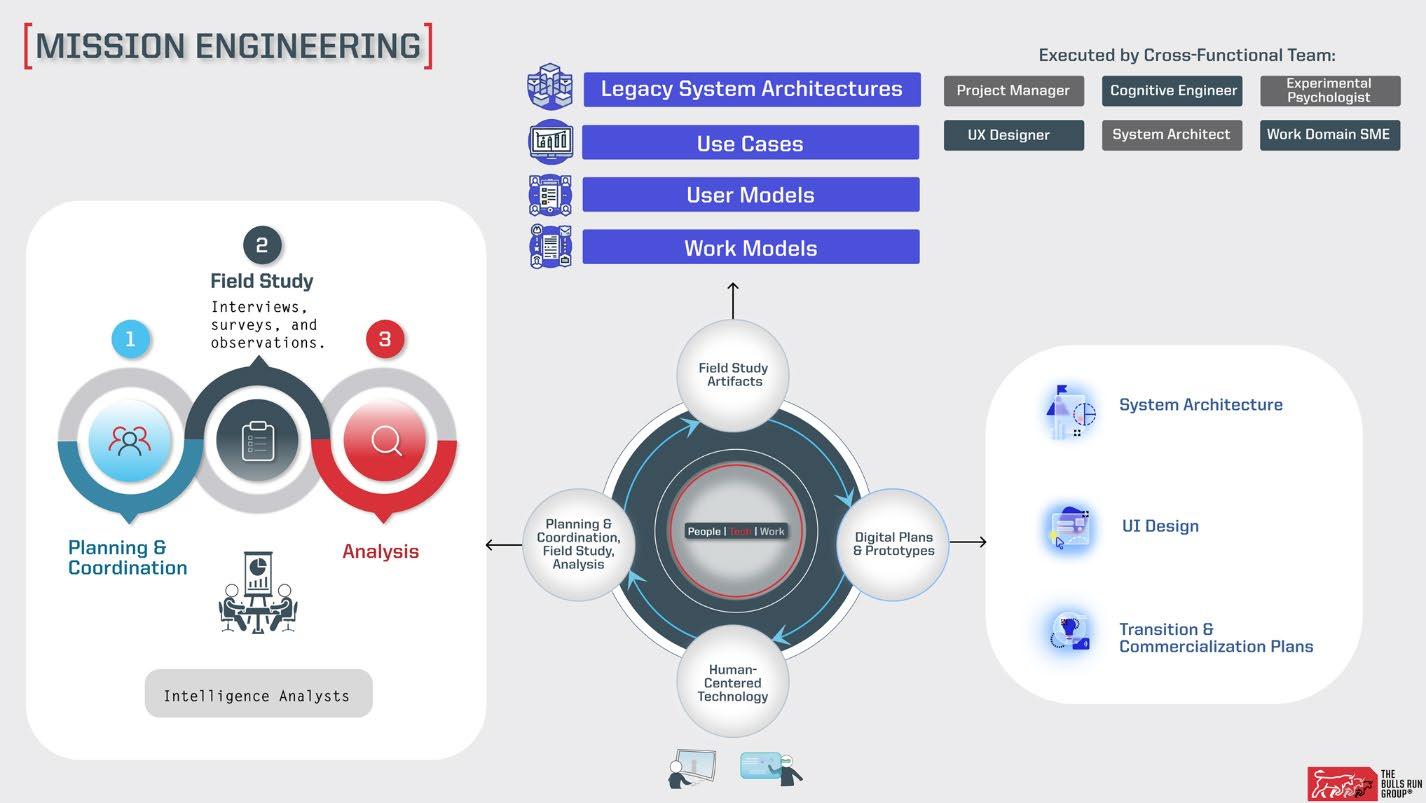 MISSION ENGINEERING
Executed by Cross-Functional Team:
Project Manager
Cognitive Engineer
Experimental
Psychologist
UX Designer
System Architect
Work Domain SME
Legacy System Architectures
Use Cases
User Models
Work Models
2
Field Study
Interviews,
surveys, and
observations.
1
3
Planning &
Coordination
Analysis
Intelligence Analysts
Field Study
Artifacts
Planning &
Coordination,
Field Study,
Analysis
People | Tech | Work
Digital Plans
& Prototypes
Human-
Centered
Technology
System Architecture
UI Design
Transition &
Commercialization Plans
THE
BULLS RUN
GROUP®